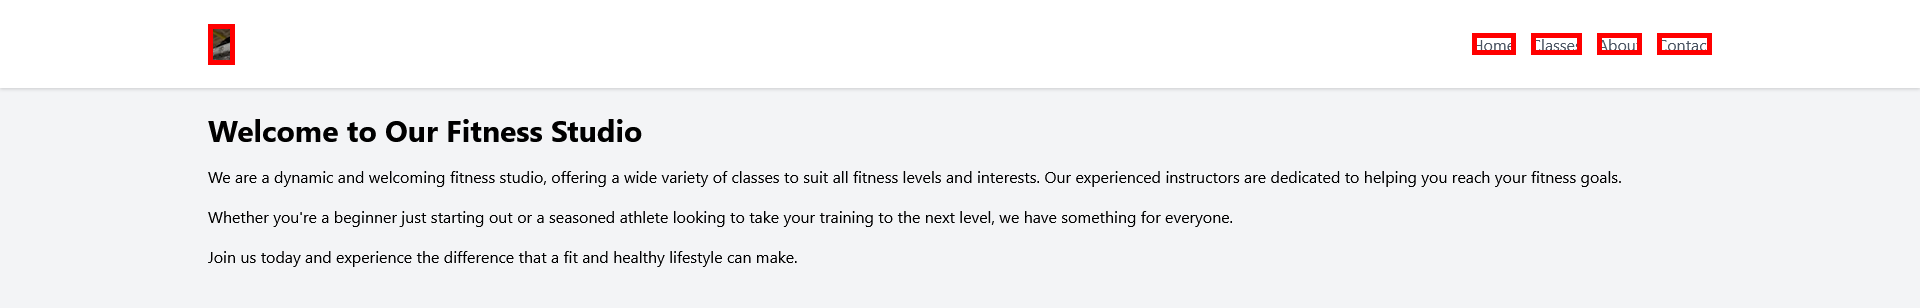 Home Classes About Contact
Welcome to Our Fitness Studio
We are a dynamic and welcoming fitness studio, offering a wide variety of classes to suit all fitness levels and interests. Our experienced instructors are dedicated to helping you reach your fitness goals.
Whether you're a beginner just starting out or a seasoned athlete looking to take your training to the next level, we have something for everyone.
Join us today and experience the difference that a fit and healthy lifestyle can make.